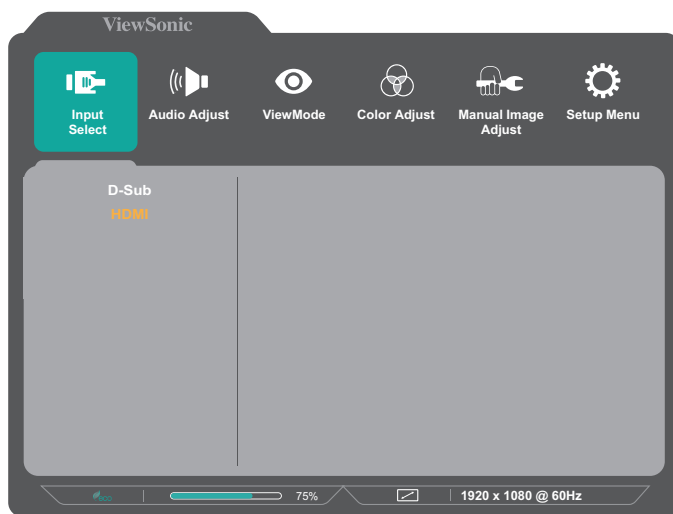 ViewSonic
Input
Select
Audio Adjust
ViewMode
Color Adjust
Manual Image
Adjust
Setup Menu
D-Sub
HDMI
eco
75%
1920 x 1080 @ 60Hz